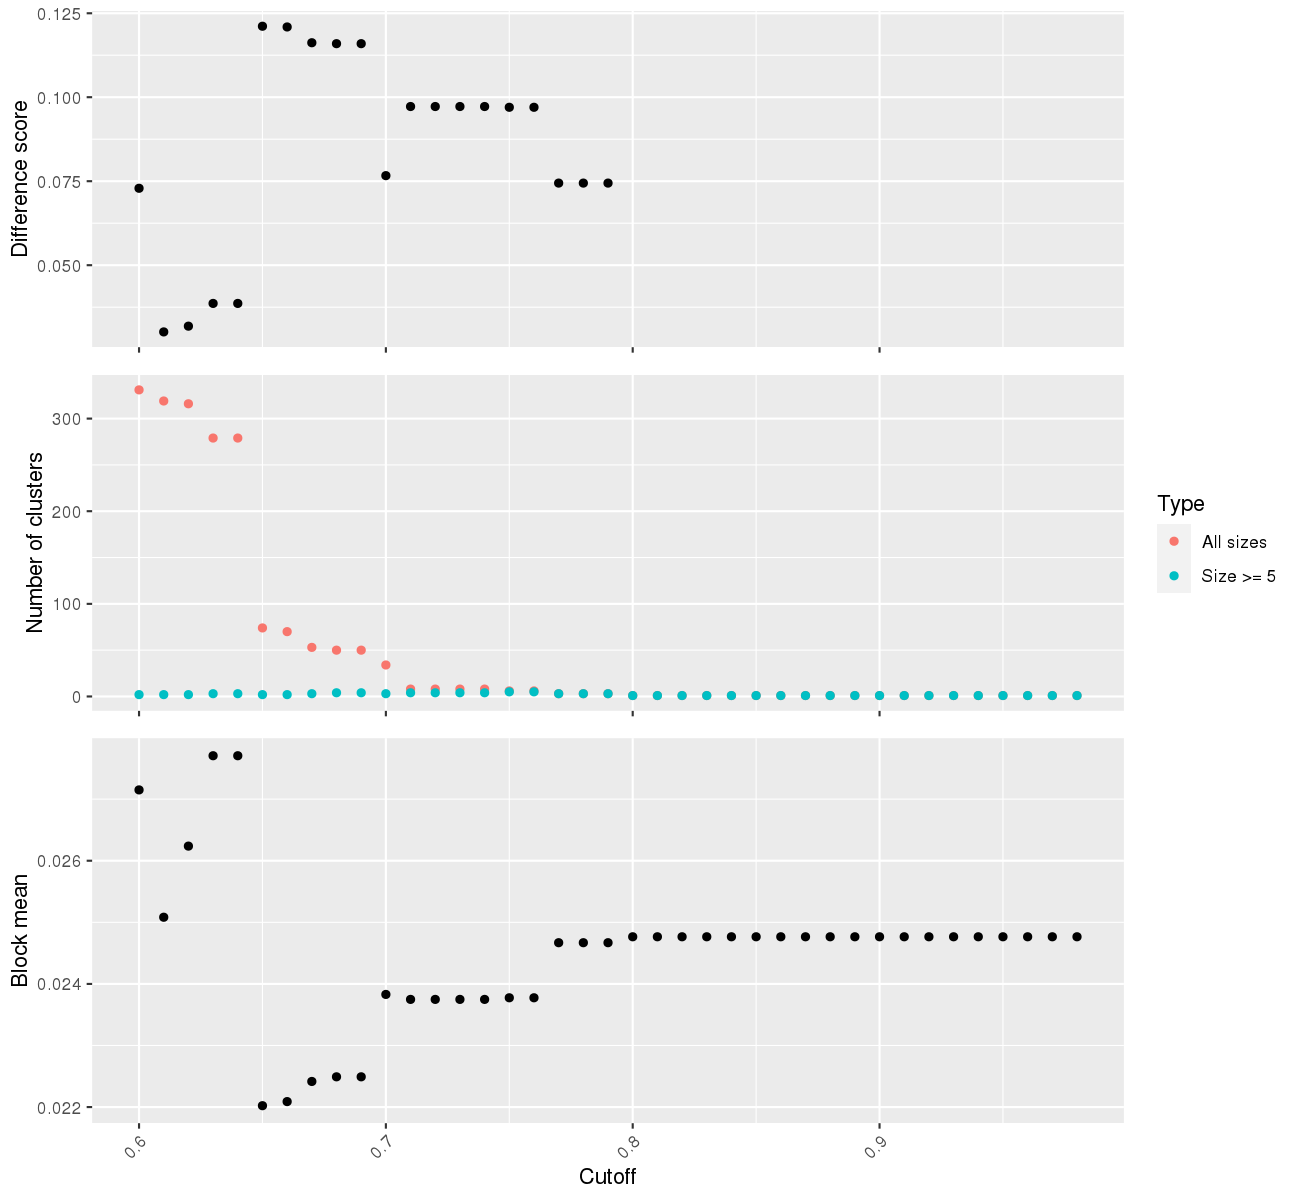 Difference score
0.125
0.100
0.075
0.050
Number of clusters
300
200
100
0
Type
All sizes
Size >= 5
Block mean
0.026
0.024
0.022
0.6
0.7
0.8
0.9
Cutoff